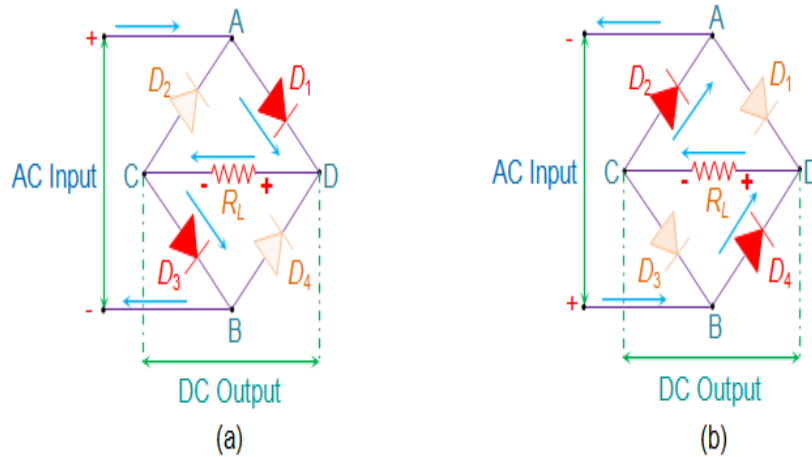 A
+
D2
D1
AC Input
C
-
+
D
RL
D3
D4
-
B
DC Output
(a)
A
-
D2
D1
AC Input
C
-
+
D
RL
D3
D4
+
B
DC Output
(b)